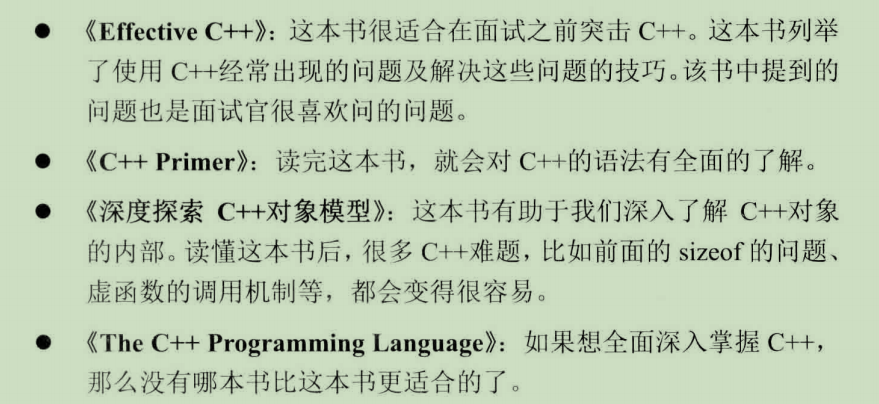 ● 《Effective C++》：这本书很适合在面试之前突击 C++。这本书列举
了使用 C++经常出现的问题及解决这些问题的技巧。该书中提到的
问题也是面试官很喜欢问的问题。
● 《C++ Primer》：读完这本书，就会对 C++的语法有全面的了解。
● 《深度探索 C++对象模型》：这本书有助于我们深入了解 C++对象
的内部。读懂这本书后，很多 C++难题，比如前面的 sizeof 的问题、
虚函数的调用机制等，都会变得很容易。
● 《The C++ Programming Language》：如果想全面深入掌握 C++，
那么没有哪本书比这本书更适合的了。